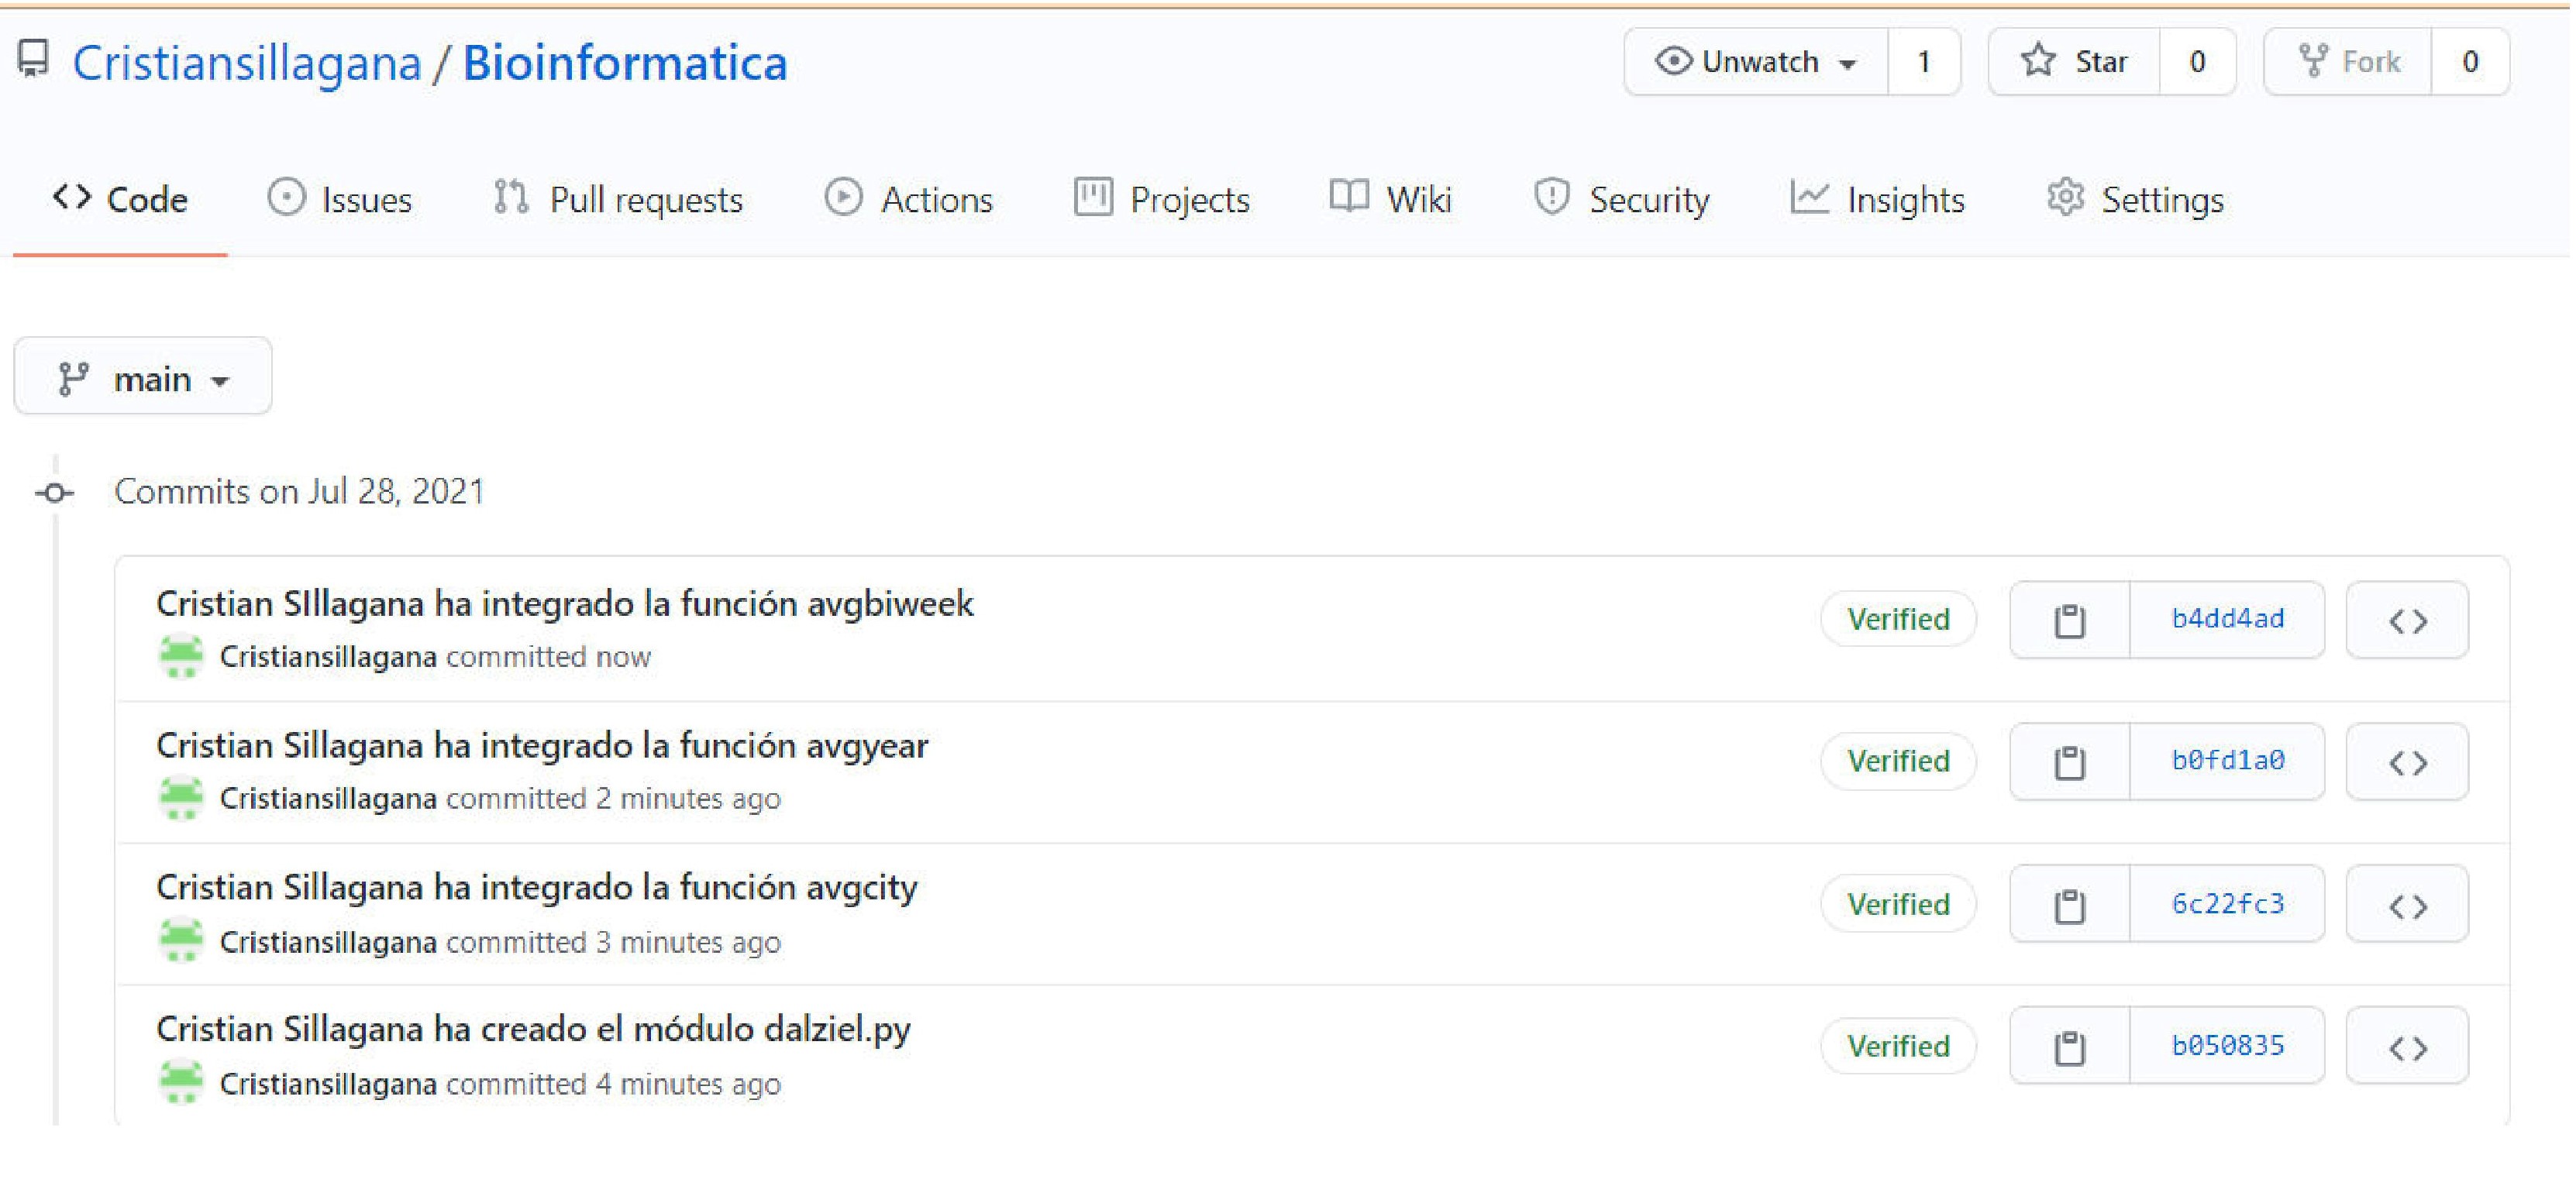 Cristiansillagana / Bioinformatica
Unwatch 1 Star 0 Fork 0
Code Issues Pull requests Actions Projects Wiki Security Insights Settings
main
Commits on Jul 28, 2021
Cristian SIllagana ha integrado la función avgbiweek
Cristiansillagana committed now
Verified b4dd4ad
Cristian Sillagana ha integrado la función avgyear
Cristiansillagana committed 2 minutes ago
Verified b0fd1a0
Cristian Sillagana ha integrado la función avgcity
Cristiansillagana committed 3 minutes ago
Verified 6c22fc3
Cristian Sillagana ha creado el módulo dalziel.py
Cristiansillagana committed 4 minutes ago
Verified b050835